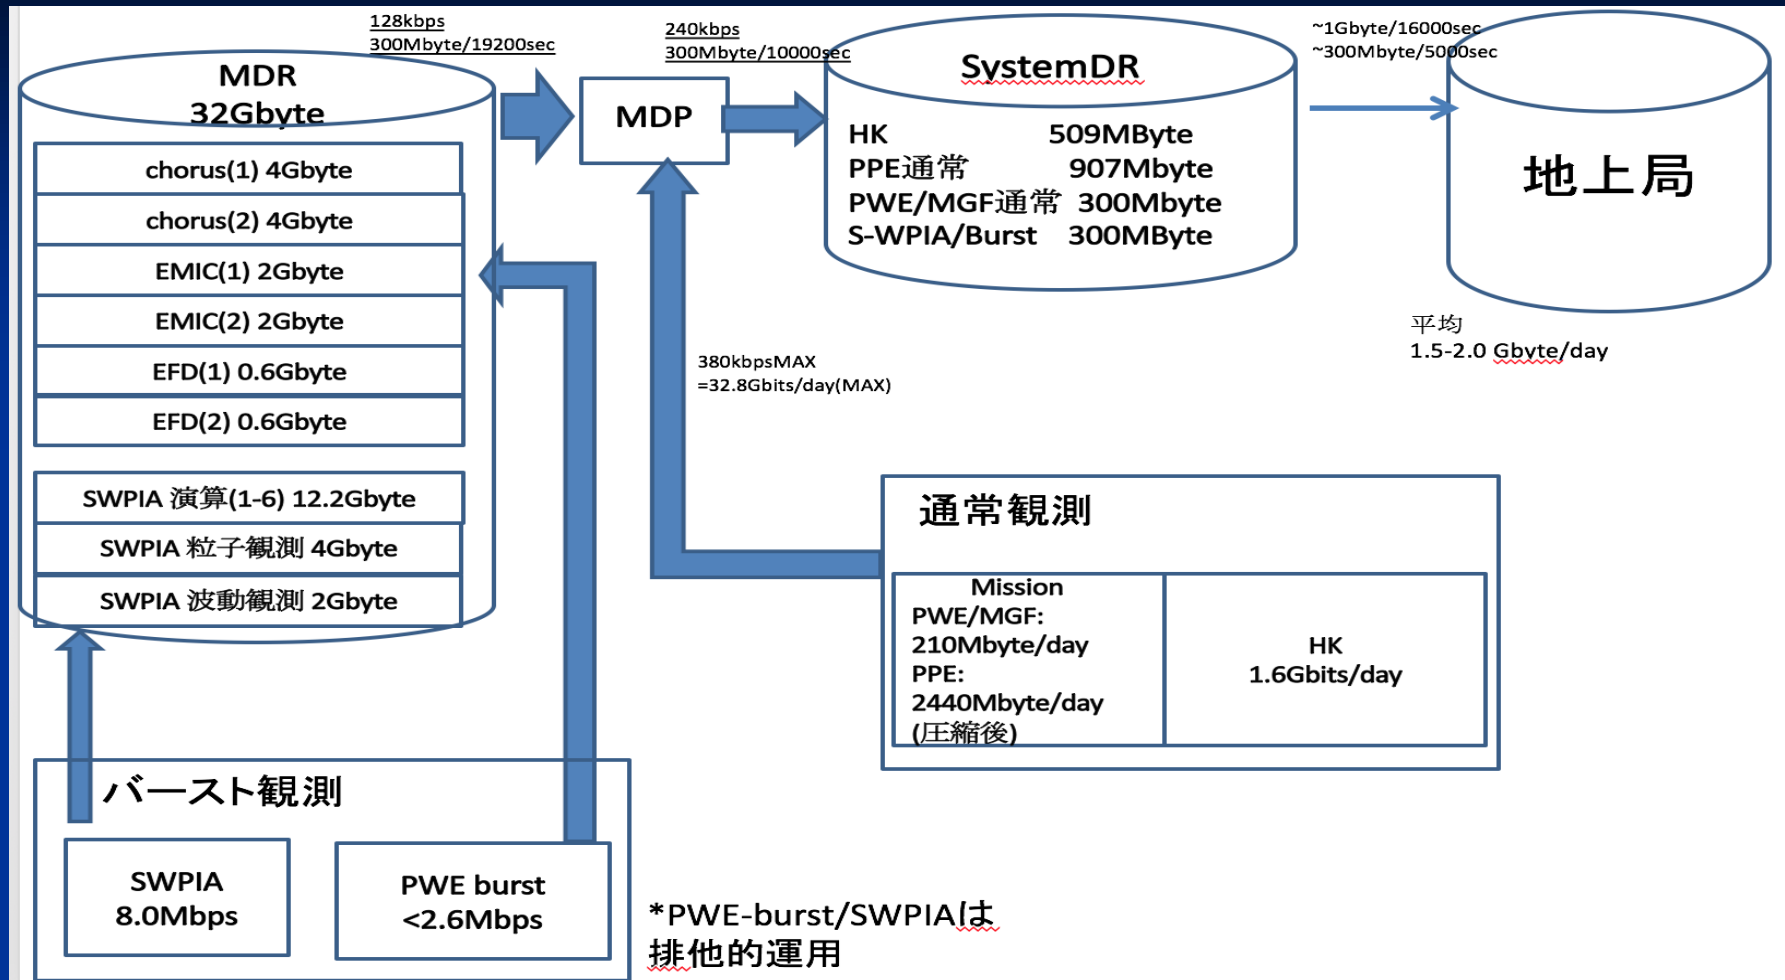 128kbps
300Mbyte/19200sec
240kbps
300Mbyte/10000sec
~1Gbyte/16000sec
~300Mbyte/5000sec
MDR
32Gbyte
chorus(1) 4Gbyte
chorus(2) 4Gbyte
EMIC(1) 2Gbyte
EMIC(2) 2Gbyte
EFD(1) 0.6Gbyte
EFD(2) 0.6Gbyte
SWPIA 演算(1-6) 12.2Gbyte
SWPIA 粒子観測 4Gbyte
SWPIA 波動観測 2Gbyte
MDP
SystemDR
HK 509MByte
PPE通常 907Mbyte
PWE/MGF通常 300Mbyte
S-WPIA/Burst 300MByte
地上局
平均
1.5-2.0 Gbyte/day
380kbpsMAX
=32.8Gbits/day(MAX)
通常観測
Mission
PWE/MGF:
210Mbyte/day
PPE:
2440Mbyte/day
(圧縮後)
HK
1.6Gbits/day
バースト観測
SWPIA
8.0Mbps
PWE burst
<2.6Mbps
*PWE-burst/SWPIAは
排他的運用